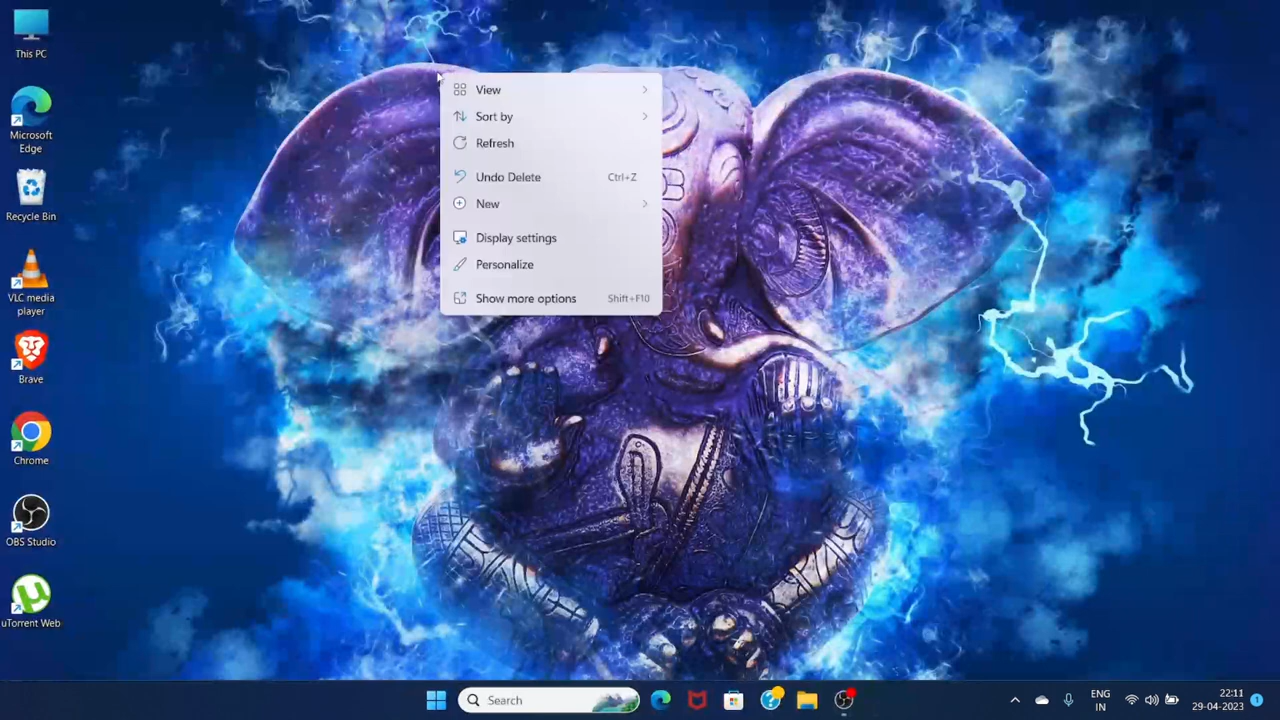 This PC
Microsoft
Edge
Recycle Bin
VLC media
player
Brave
Chrome
OBS Studio
uTorrent Web
View
Sort by
Refresh
Undo Delete Ctrl+Z
New
Display settings
Personalize
Show more options Shift+F10
Search
ENG
IN
22:11
29-04-2023
1